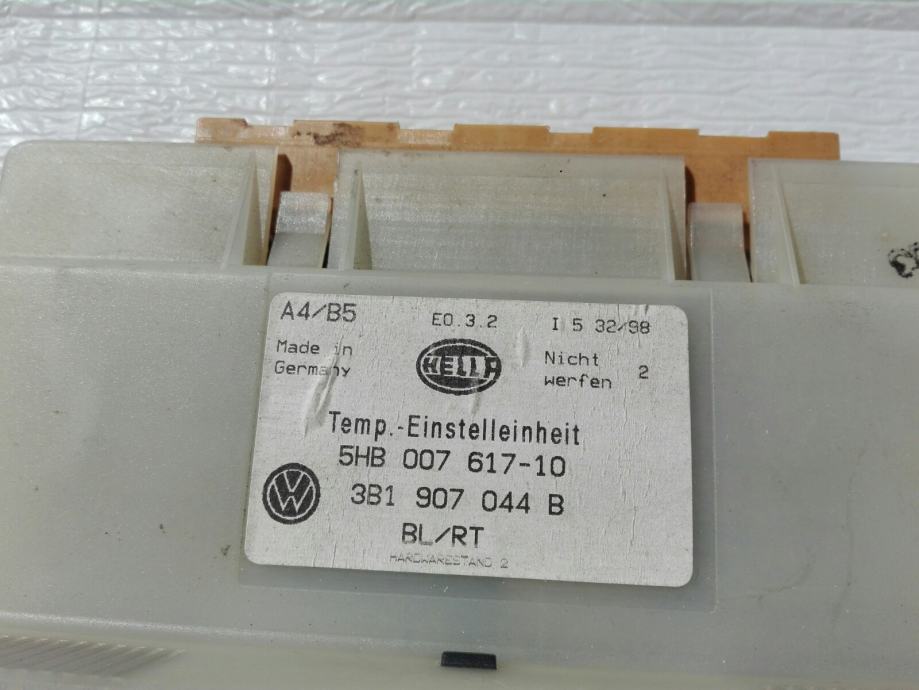 A4/B5 E0.3.2 I 5 32/98
Made in Germany
HELLA
Nicht werfen 2
Temp.-Einstelleinheit
5HB 007 617-10
VW 3B1 907 044 B
BL/RT
HARDWARESTAND 2